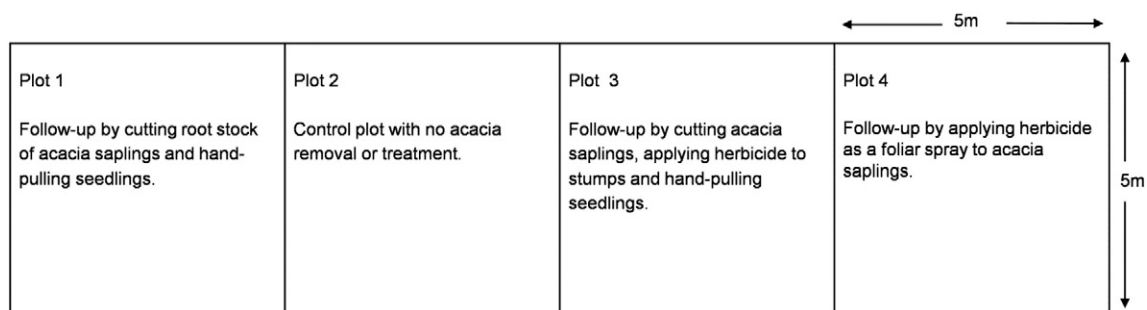 5m
Plot 1
Follow-up by cutting root stock
of acacia saplings and hand-
pulling seedlings.
Plot 2
Control plot with no acacia
removal or treatment.
Plot 3
Follow-up by cutting acacia
saplings, applying herbicide to
stumps and hand-pulling
seedlings.
Plot 4
Follow-up by applying herbicide
as a foliar spray to acacia
saplings.
5m